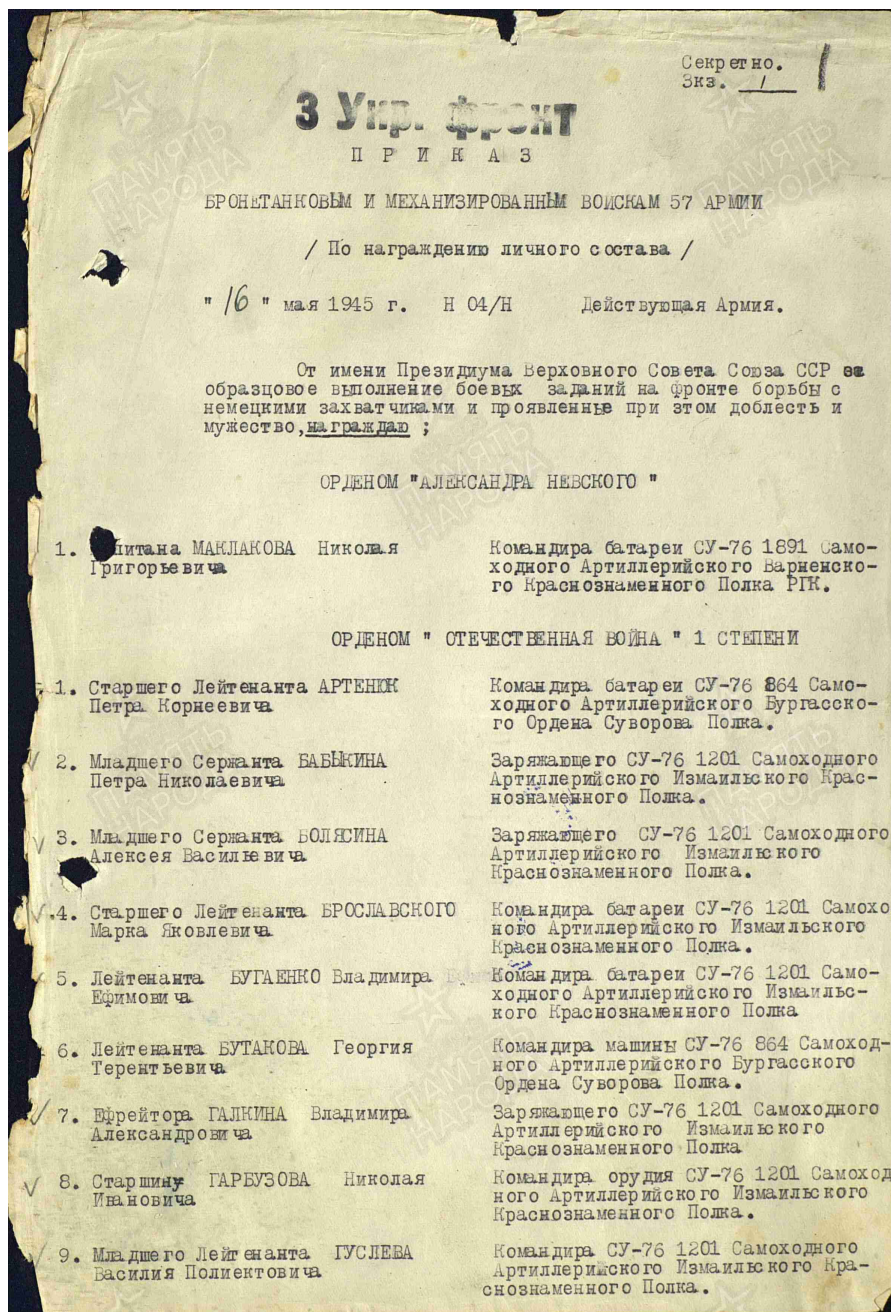 Секретно.
Экз. 1
3 Укр. фронт
П Р И К А З
БРОНЕТАНКОВЫМ И МЕХАНИЗИРОВАННЫМ ВОЙСКАМ 57 АРМИИ
/ По награждению личного состава /
" 16 " мая 1945 г. Н 04/Н Действующая Армия.
От имени Президиума Верховного Совета Союза ССР за
образцовое выполнение боевых заданий на фронте борьбы с
немецкими захватчиками и проявленные при этом доблесть и
мужество, награждаю ;
ОРДЕНОМ "АЛЕКСАНДРА НЕВСКОГО "
1. питана МАКЛАКОВА Николая Командира батареи СУ-76 1891 Само-
Григорьевича ходного Артиллерийского Варненско-
го Краснознаменного Полка РГК.
ОРДЕНОМ " ОТЕЧЕСТВЕННАЯ ВОЙНА " 1 СТЕПЕНИ
1. Старшего Лейтенанта АРТЕНЮК Командира батареи СУ-76 864 Само-
Петра Корнеевича ходного Артиллерийского Бургасско-
го Ордена Суворова Полка.
2. Младшего Сержанта БАБЫКИНА Заряжающего СУ-76 1201 Самоходного
Петра Николаевича Артиллерийского Измаильского Крас-
нознаменного Полка.
3. Младшего Сержанта БОЛЯСИНА Заряжающего СУ-76 1201 Самоходного
Алексея Васильевича Артиллерийского Измаильского
Краснознаменного Полка.
4. Старшего Лейтенанта БРОСЛАВСКОГО Командира батареи СУ-76 1201 Самохо
Марка Яковлевича ного Артиллерийского Измаильского
Краснознаменного Полка.
5. Лейтенанта БУГАЕНКО Владимира Командира батареи СУ-76 1201 Само-
Ефимовича ходного Артиллерийского Измаильс-
кого Краснознаменного Полка
6. Лейтенанта БУТАКОВА Георгия Командира машины СУ-76 864 Самоход-
Терентьевича ного Артиллерийского Бургасского
Ордена Суворова Полка.
7. Ефрейтора ГАЛКИНА Владимира Заряжающего СУ-76 1201 Самоходного
Александровича Артиллерийского Измаильского
Краснознаменного Полка
8. Старшину ГАРБУЗОВА Николая Командира орудия СУ-76 1201 Самоход
Ивановича ного Артиллерийского Измаильского
Краснознаменного Полка.
9. Младшего Лейтенанта ГУСЛЕВА Командира СУ-76 1201 Самоходного
Василия Полиектовича Артиллерийского Измаильского Кра-
снознаменного Полка.
ПАМЯТЬ
НАРОДА